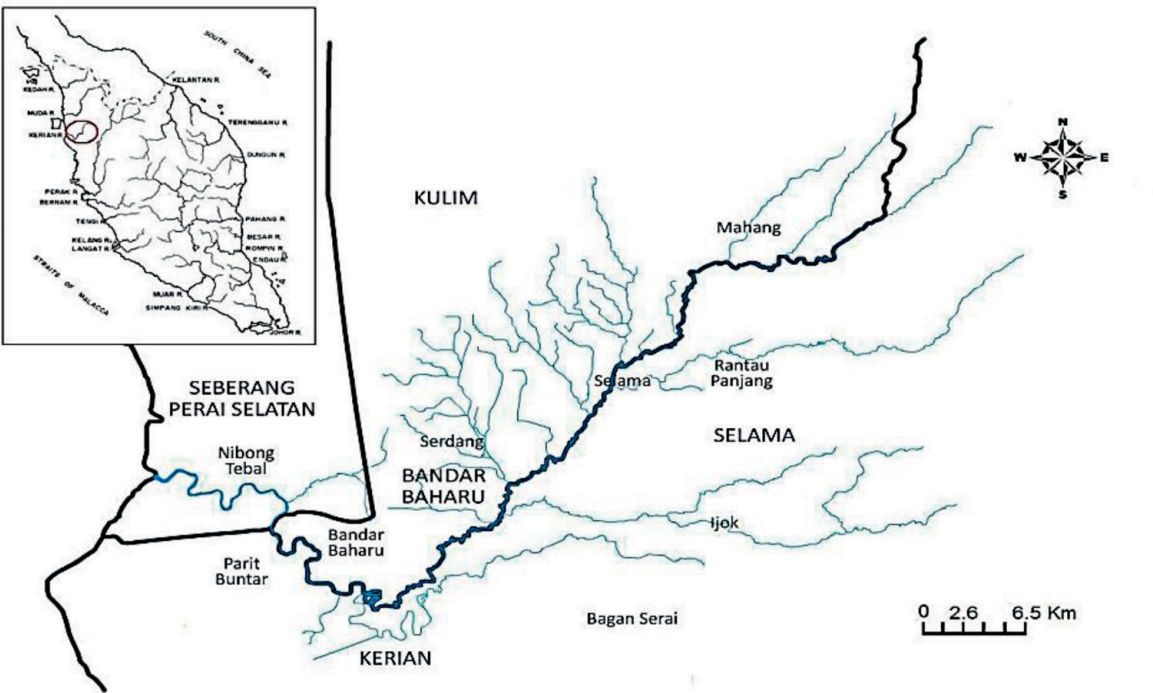 SOUTH CHINA SEA
KELANTAN R.
KEDAH R.
MUDA R.
KERIAN R.
TERENGGANU R.
DUNGUN R.
PERAK R.
BERNAM R.
TENGI R.
PAHANG R.
BESAR R.
ROMPIN R.
ENDAU R.
KELANG R.
LANGAT R.
STRAITS OF MALACCA
MUAR R.
SIMPANG KIRI R.
JOHOR R.
N
W
E
S
KULIM
Mahang
SEBERANG
PERAI SELATAN
Selama
Rantau
Panjang
SELAMA
Nibong
Tebal
Serdang
BANDAR
BAHARU
Ijok
Bandar
Baharu
Parit
Buntar
Bagan Serai
KERIAN
0 2.6 6.5 Km